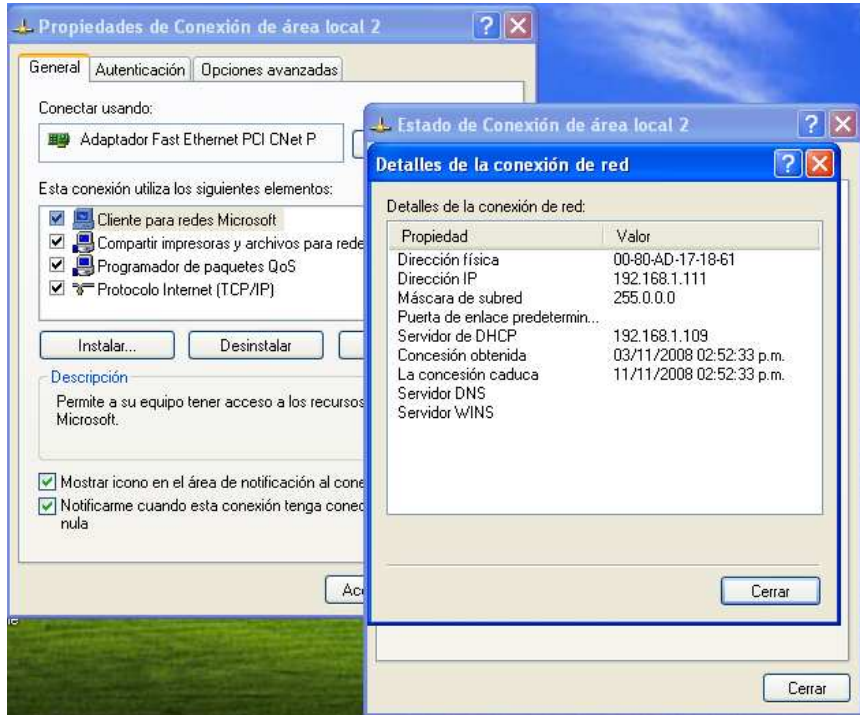 Propiedades de Conexión de área local 2
General
Autenticación
Opciones avanzadas
Conectar usando:
Adaptador Fast Ethernet PCI CNet P
Esta conexión utiliza los siguientes elementos:
Cliente para redes Microsoft
Compartir impresoras y archivos para rede
Programador de paquetes QoS
Protocolo Internet (TCP/IP)
Instalar...
Desinstalar
Descripción
Permite a su equipo tener acceso a los recursos
Microsoft.
Mostrar icono en el área de notificación al cone
Notificarme cuando esta conexión tenga conec
nula
Ace
Estado de Conexión de área local 2
Detalles de la conexión de red
Detalles de la conexión de red:
Propiedad Valor
Dirección física 00-80-AD-17-18-61
Dirección IP 192.168.1.111
Máscara de subred 255.0.0.0
Puerta de enlace predetermin...
Servidor de DHCP 192.168.1.109
Concesión obtenida 03/11/2008 02:52:33 p.m.
La concesión caduca 11/11/2008 02:52:33 p.m.
Servidor DNS
Servidor WINS
Cerrar
Cerrar